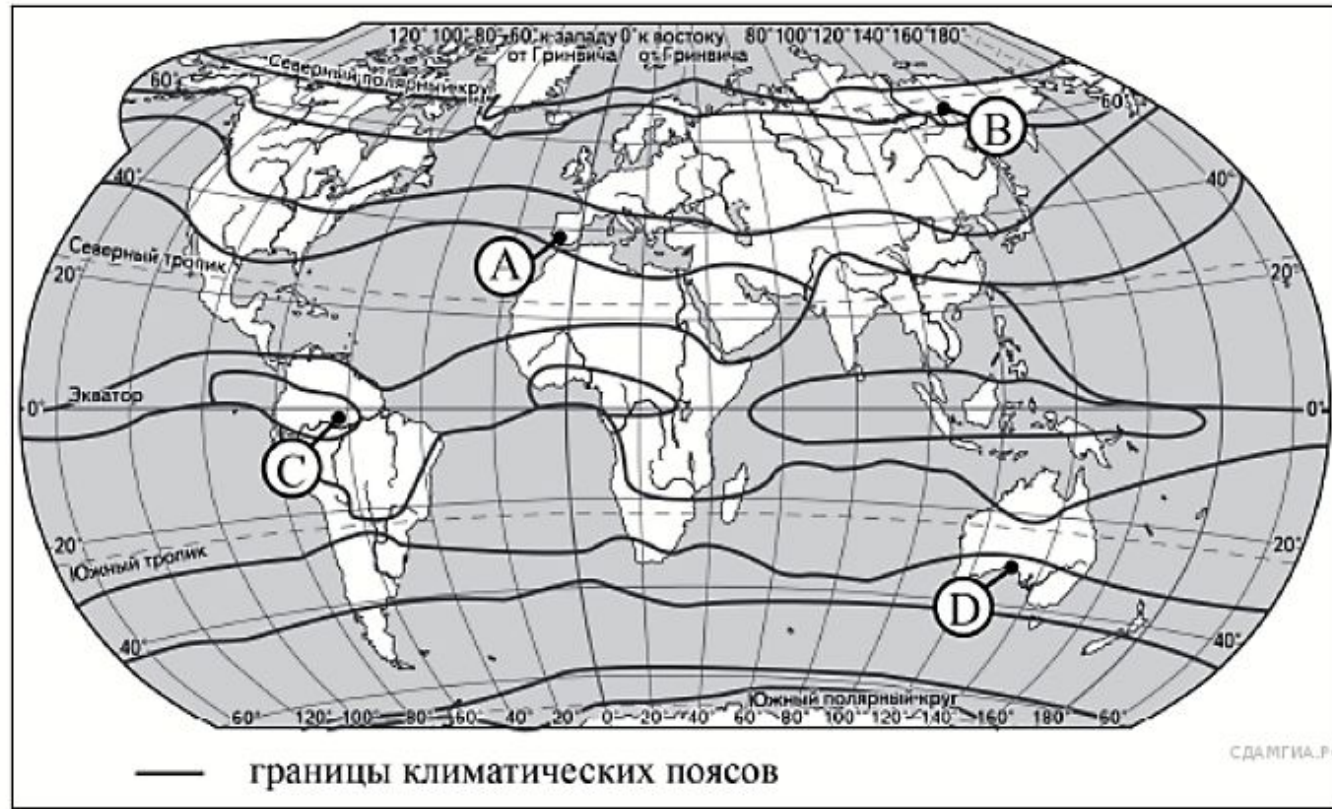 120° 100° 80° 60° к западу 0° к востоку 80° 100° 120° 140° 160° 180°
от Гринвича от Гринвича
Северный полярный круг
60°
60°
B
40°
40°
A
Северный тропик
20°
20°
Экватор
0°
0°
C
20°
20°
Южный тропик
D
40°
40°
Южный полярный круг
60° 120° 100° 80° 60° 40° 20° 0° 20° 40° 60° 80° 100° 120° 140° 160° 180° 60°
СДАМГИА.Р
границы климатических поясов